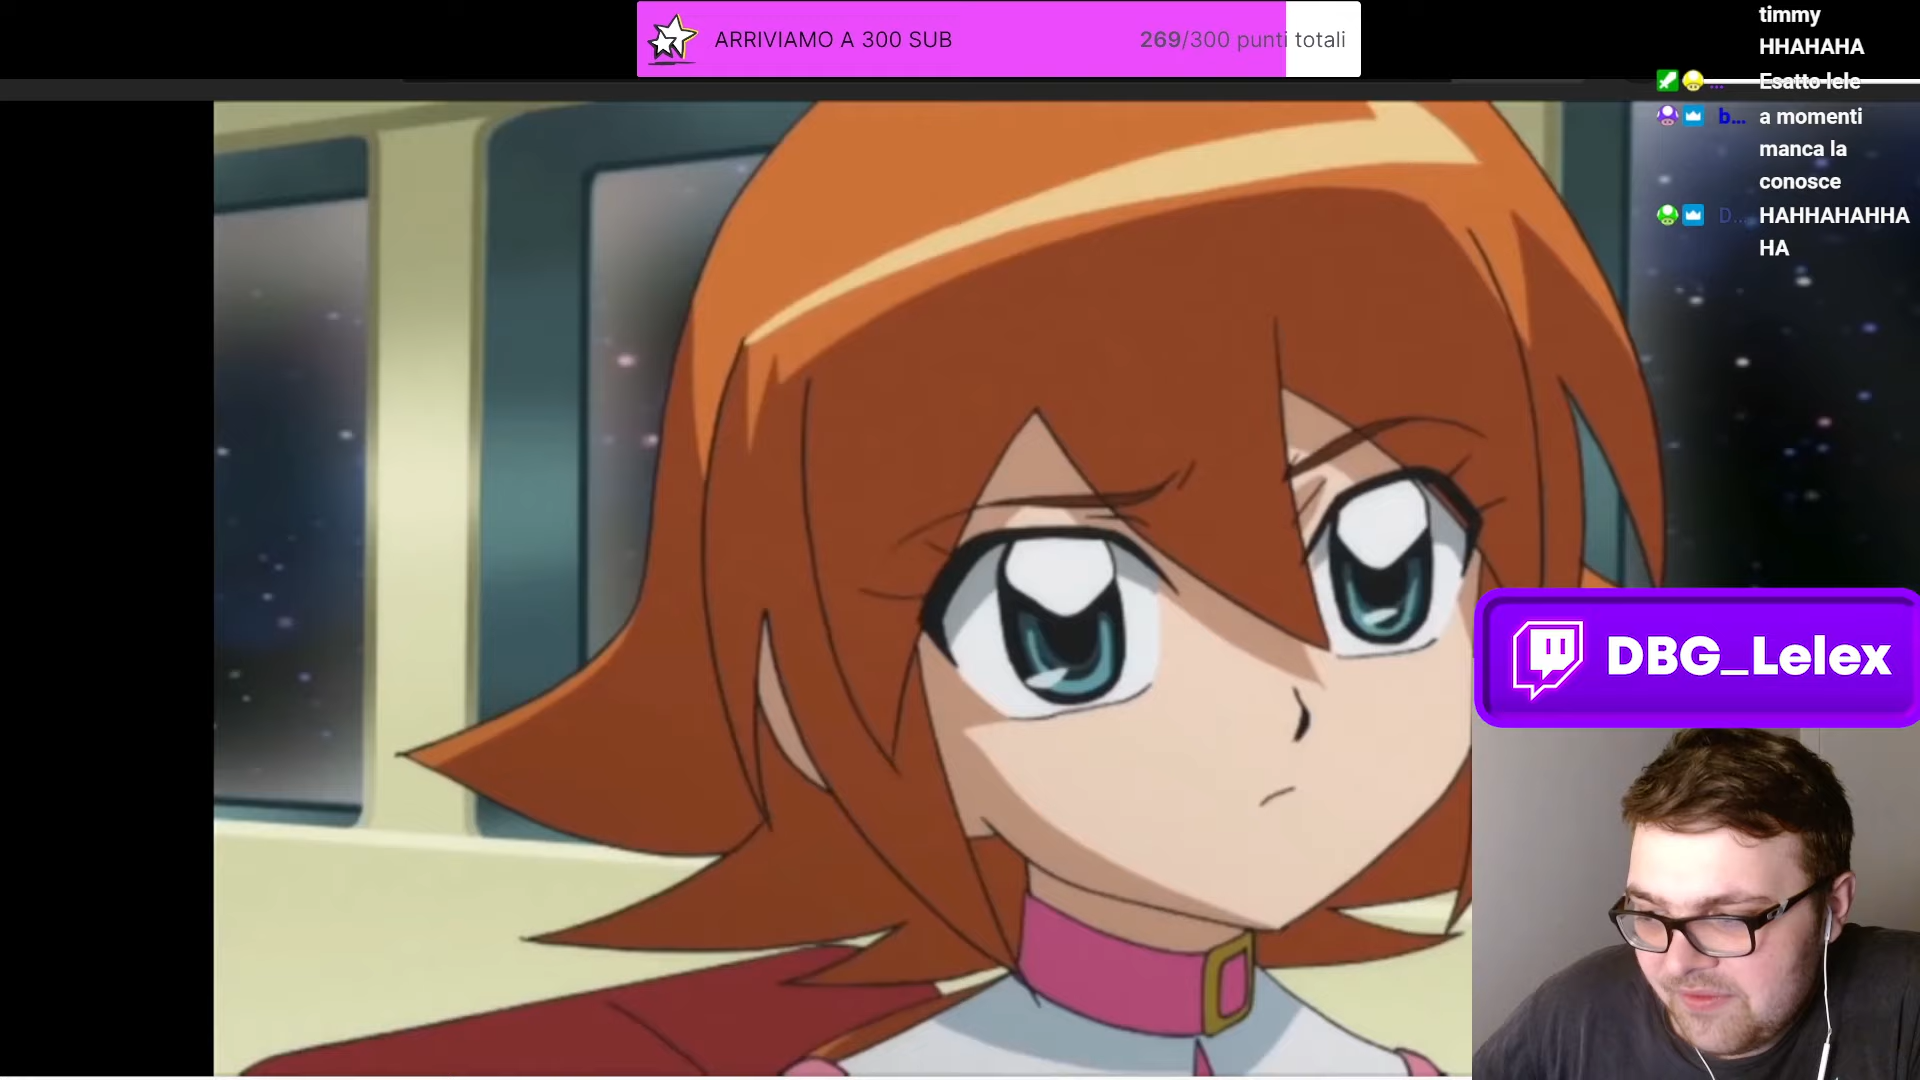 ARRIVIAMO A 300 SUB
269/300 punti totali
timmy
HHAHAHA
... Esatto lele
b... a momenti
manca la
conosce
D... HAHHAHAHHA
HA
DBG_Lelex